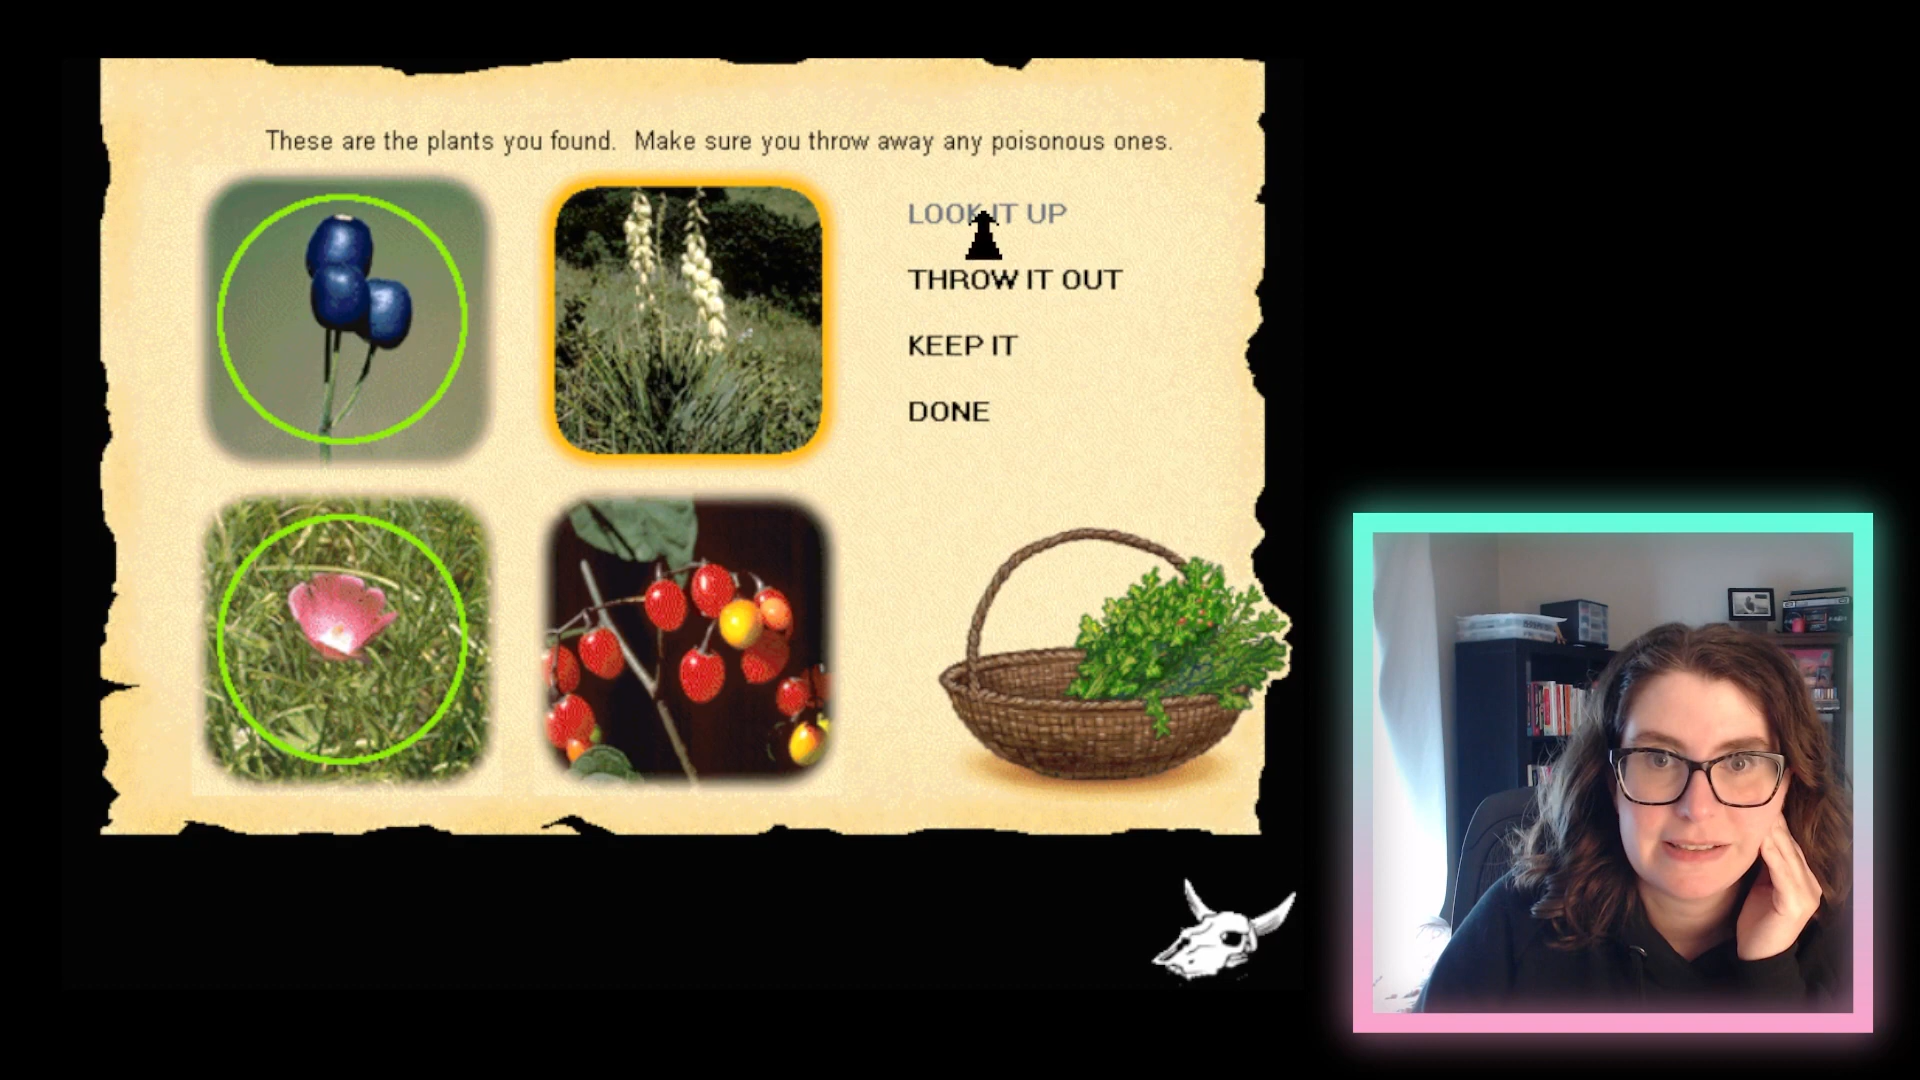 These are the plants you found. Make sure you throw away any poisonous ones.
LOOK IT UP
THROW IT OUT
KEEP IT
DONE